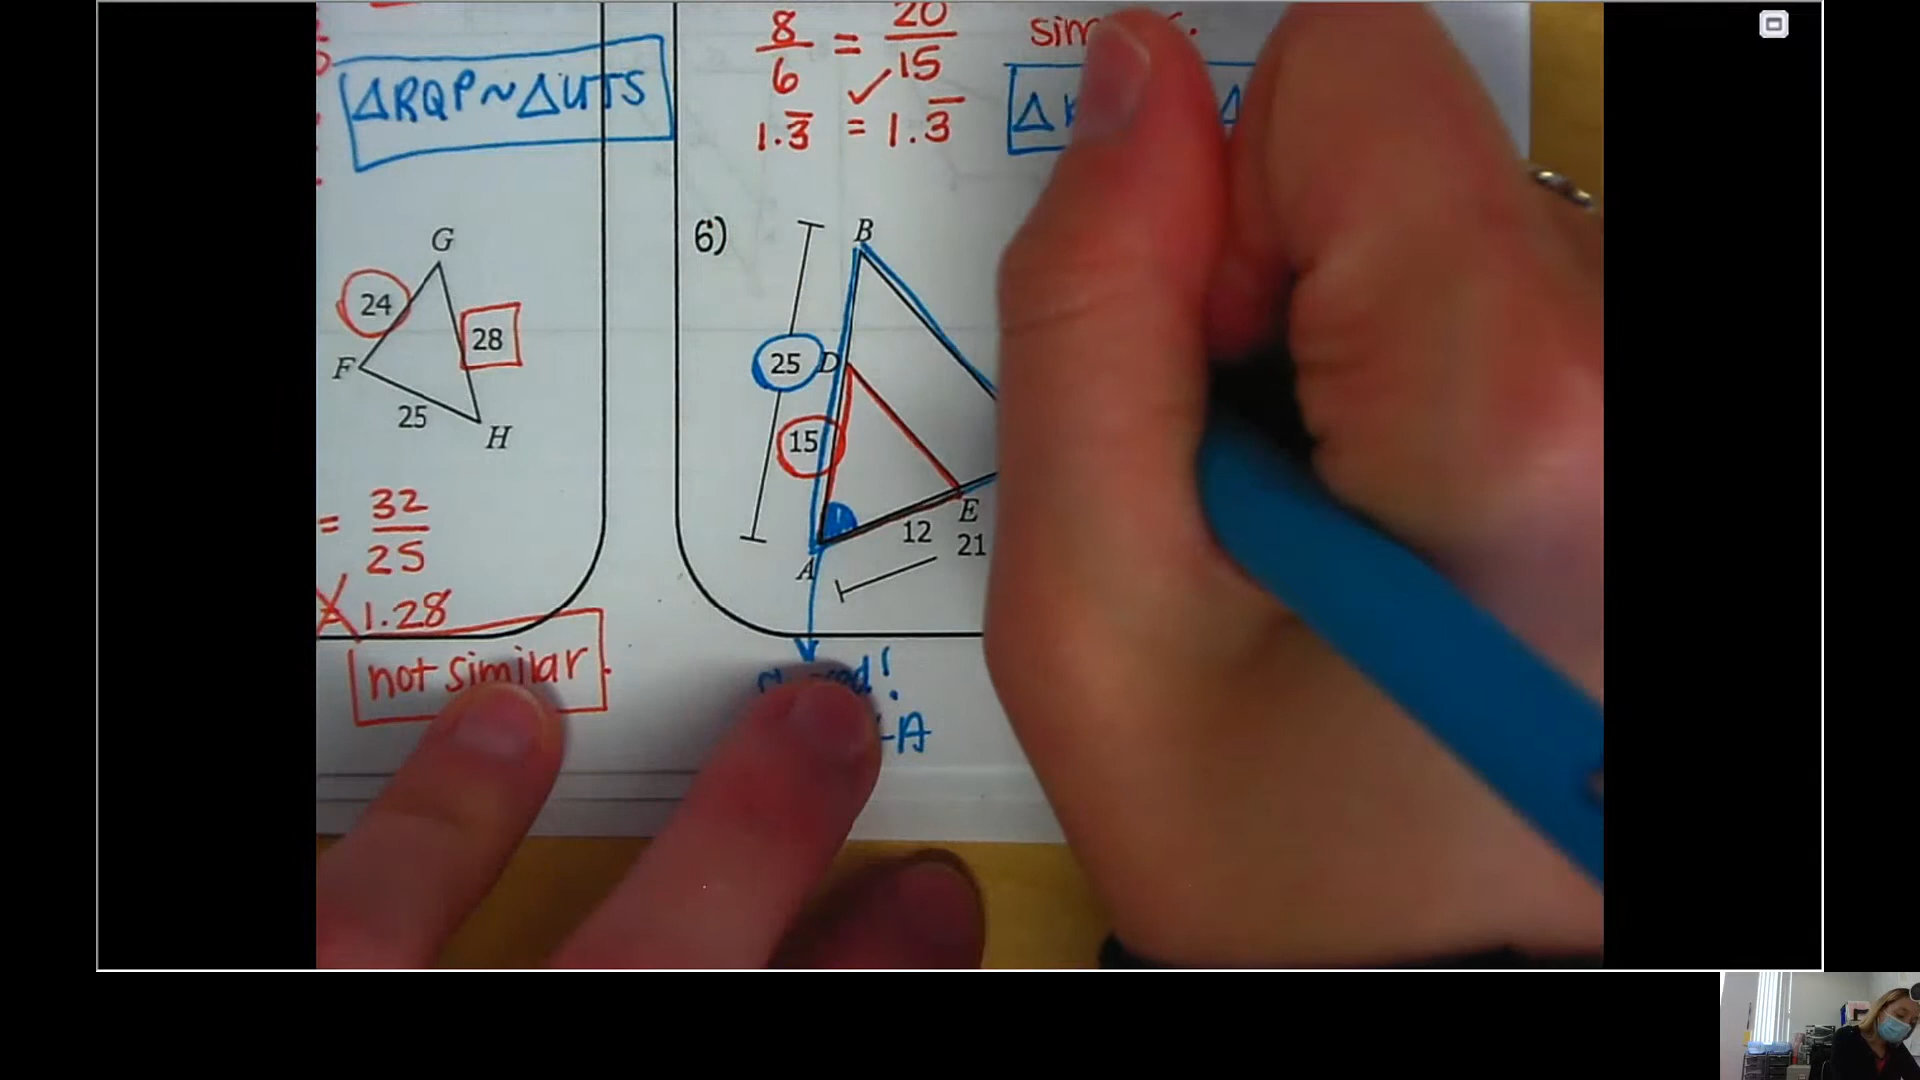 ΔRQP ~ ΔUTS
G
24
28
F
25
H
= 32/25
1.28
not similar
8/6 = 20/15
1.3̅ = 1.3̅
Δ
6)
B
25
D
15
E
12
21
A